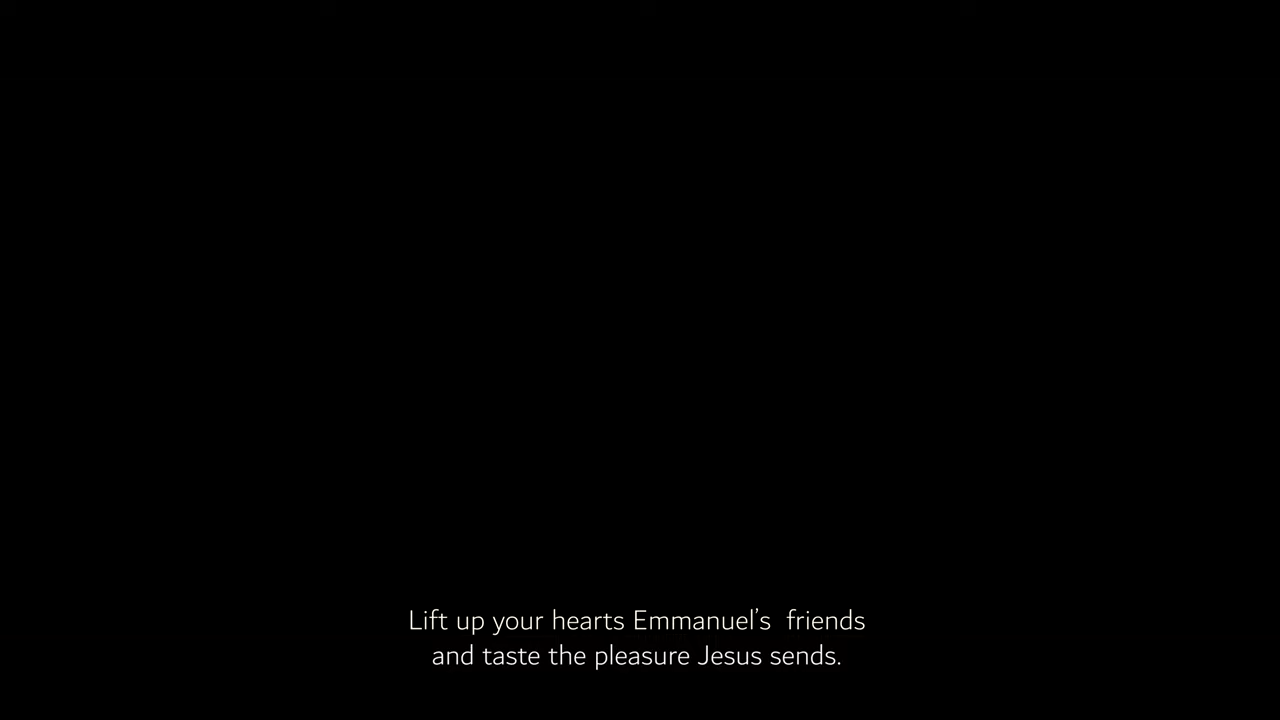 Lift up your hearts Emmanuel’s  friends
and taste the pleasure Jesus sends.